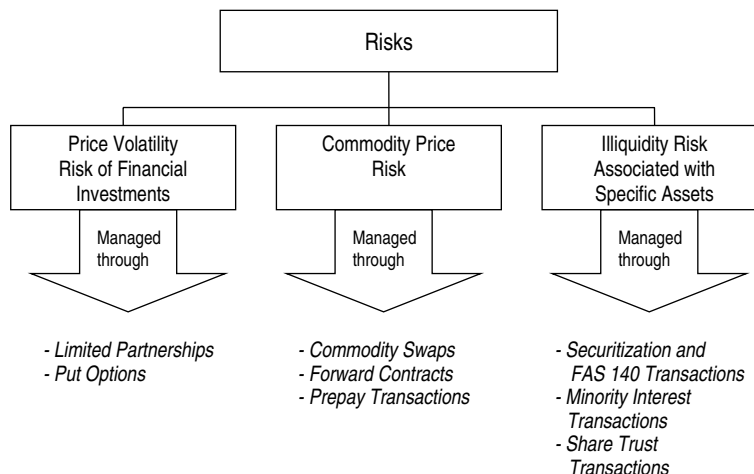 Risks
Price Volatility
Risk of Financial
Investments
Commodity Price
Risk
Illiquidity Risk
Associated with
Specific Assets
Managed
through
Managed
through
Managed
through
- Limited Partnerships
- Put Options
- Commodity Swaps
- Forward Contracts
- Prepay Transactions
- Securitization and
FAS 140 Transactions
- Minority Interest
Transactions
- Share Trust
Transactions